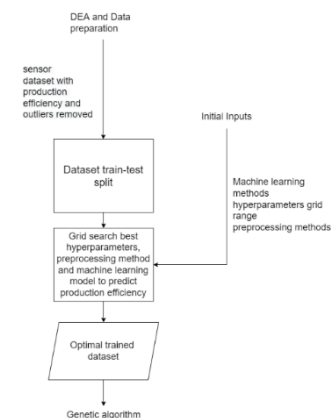 DEA and Data
preparation
sensor
dataset with
production
efficiency and
outliers removed
Initial Inputs
Dataset train-test
split
Machine learning
methods
hyperparameters grid
range
preprocessing methods
Grid search best
hyperparameters,
preprocessing method
and machine learning
model to predict
production efficiency
Optimal trained
dataset
Genetic algorithm